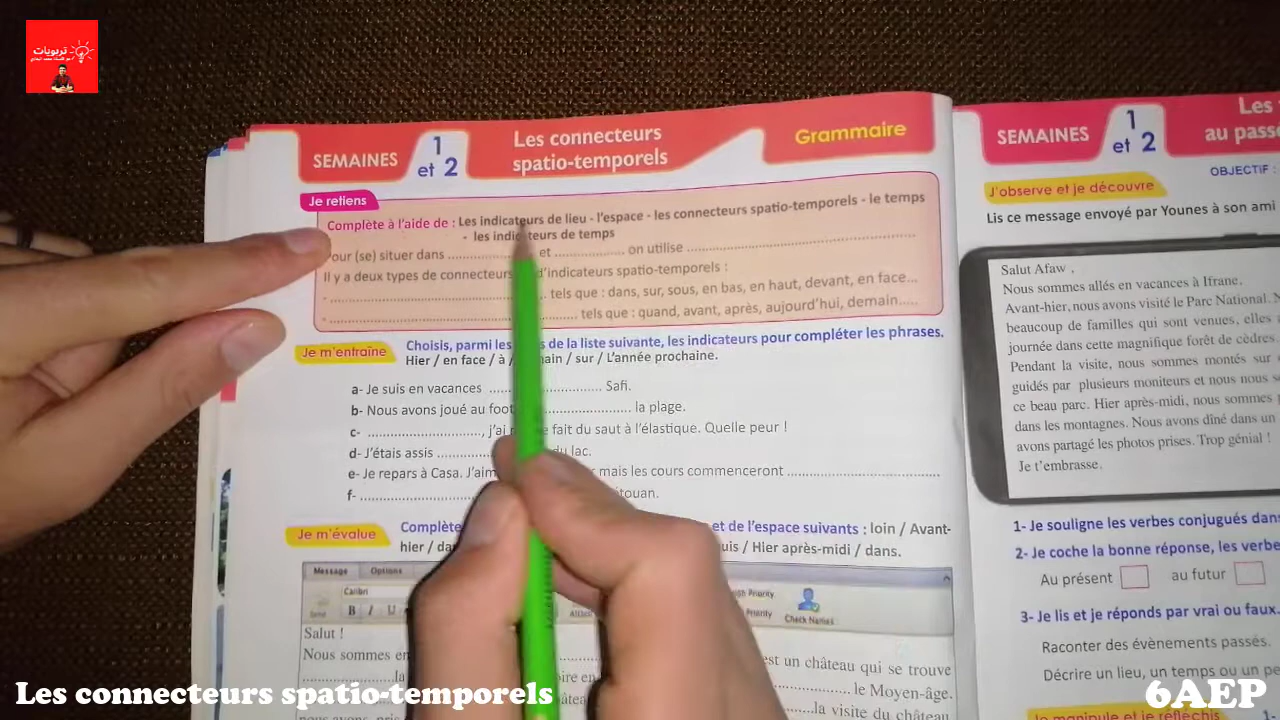 تربويات
SEMAINES 1 et 2
Les connecteurs spatio-temporels
Grammaire
Je retiens
Complète à l'aide de : Les indicateurs de lieu - l'espace - les connecteurs spatio-temporels - le temps
- les indicateurs de temps
Pour (se) situer dans .................... et .................. on utilise ............................................................
Il y a deux types de connecteurs d'indicateurs spatio-temporels :
- ...................................................... tels que : dans, sur, sous, en bas, en haut, devant, en face...
- .............................................................. tels que : quand, avant, après, aujourd'hui, demain.....
Je m'entraîne
Choisis, parmi les de la liste suivante, les indicateurs pour compléter les phrases.
Hier / en face / à / / sur / L'année prochaine.
a- Je suis en vacances ............................. Safi.
b- Nous avons joué au foot ...................... la plage.
c- ............................., j'ai fait du saut à l'élastique. Quelle peur !
d- J'étais assis .................... du lac.
e- Je repars à Casa. mais les cours commenceront ......................................
f- ..............................
Je m'évalue
Complète et de l'espace suivants : loin / Avant-
hier / / Hier après-midi / dans.
Message Options
Calibri
B I U
Priority
Priority
Check Names
Salut !
Nous sommes est un château qui se trouve
...................la ................... le Moyen-âge.
...................la visite du château
SEMAINES 1 et 2
Les
au pass
OBJECTIF :
J'observe et je découvre
Lis ce message envoyé par Younes à son ami
Salut Afaw ,
Nous sommes allés en vacances à Ifrane.
Avant-hier, nous avons visité le Parc National.
beaucoup de familles qui sont venues, elles
journée dans cette magnifique forêt de cèdres.
Pendant la visite, nous sommes montés sur
guidés par plusieurs moniteurs et nous nous
ce beau parc. Hier après-midi, nous sommes
dans les montagnes. Nous avons dîné dans un
avons partagé les photos prises. Trop génial !
Je t'embrasse.
1- Je souligne les verbes conjugués dans
2- Je coche la bonne réponse, les verbes
Au présent au futur
3- Je lis et je réponds par vrai ou faux.
Raconter des évènements passés.
Décrire un lieu, un temps ou un
Je manipule et je réfléchis
Les connecteurs spatio-temporels
6AEP